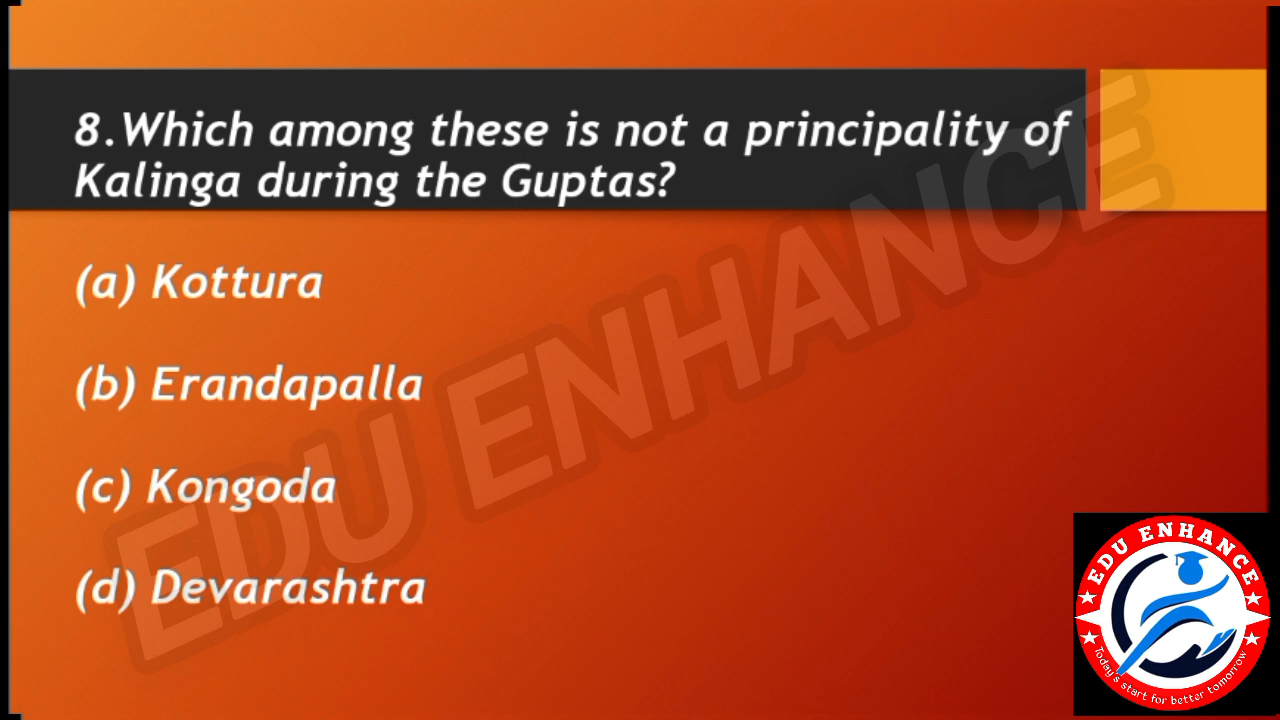 8.Which among these is not a principality of
Kalinga during the Guptas?
(a) Kottura
(b) Erandapalla
(c) Kongoda
(d) Devarashtra
EDU ENHANCE
EDU ENHANCE
Today's start for better tomorrow